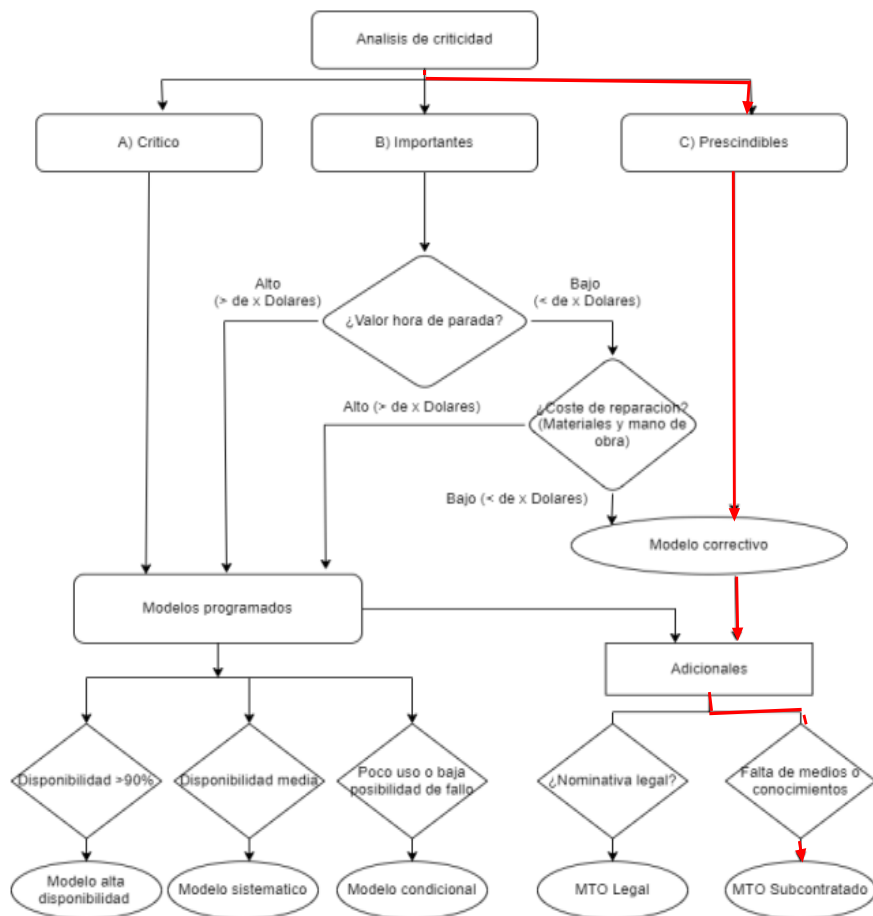 Analisis de criticidad
A) Critico
B) Importantes
C) Prescindibles
Alto
(> de x Dolares)
Bajo
(< de x Dolares)
¿Valor hora de parada?
Alto (> de x Dolares)
¿Coste de reparacion?
(Materiales y mano de
obra)
Bajo (< de x Dolares)
Modelo correctivo
Modelos programados
Adicionales
Disponibilidad >90%
Disponibilidad media
Poco uso o baja
posibilidad de fallo
¿Nominativa legal?
Falta de medios o
conocimientos
Modelo alta
disponibilidad
Modelo sistematico
Modelo condicional
MTO Legal
MTO Subcontratado